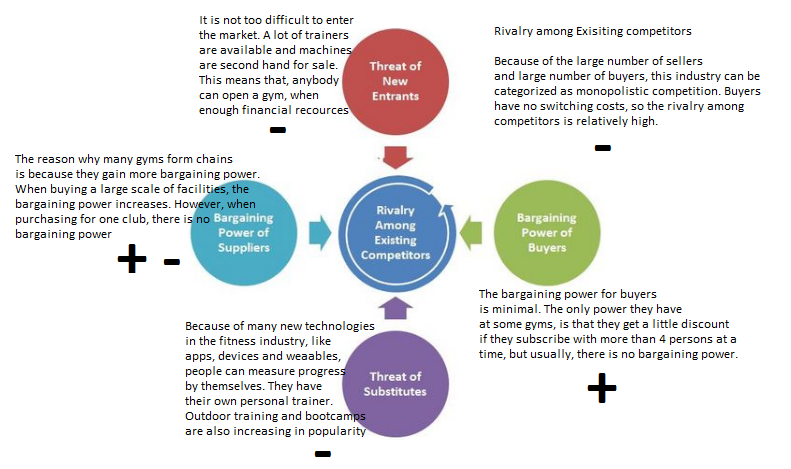 It is not too difficult to enter
the market. A lot of trainers
are available and machines
are second hand for sale.
This means that, anybody
can open a gym, when
enough financial recources
-
Threat of
New
Entrants
Rivalry among Exisiting competitors
Because of the large number of sellers
and large number of buyers, this industry can be
categorized as monopolistic competition. Buyers
have no switching costs, so the rivalry among
competitors is relatively high.
-
The reason why many gyms form chains
is because they gain more bargaining power.
When buying a large scale of facilities, the
bargaining power increases. However, when
purchasing for one club, there is no
bargaining power
+ -
Bargaining
Power of
Suppliers
Rivalry
Among
Existing
Competitors
Bargaining
Power of
Buyers
The bargaining power for buyers
is minimal. The only power they have
at some gyms, is that they get a little discount
if they subscribe with more than 4 persons at a
time, but usually, there is no bargaining power.
+
Because of many new technologies
in the fitness industry, like
apps, devices and weaables,
people can measure progress
by themselves. They have
their own personal trainer.
Outdoor training and bootcamps
are also increasing in popularity
-
Threat of
Substitutes